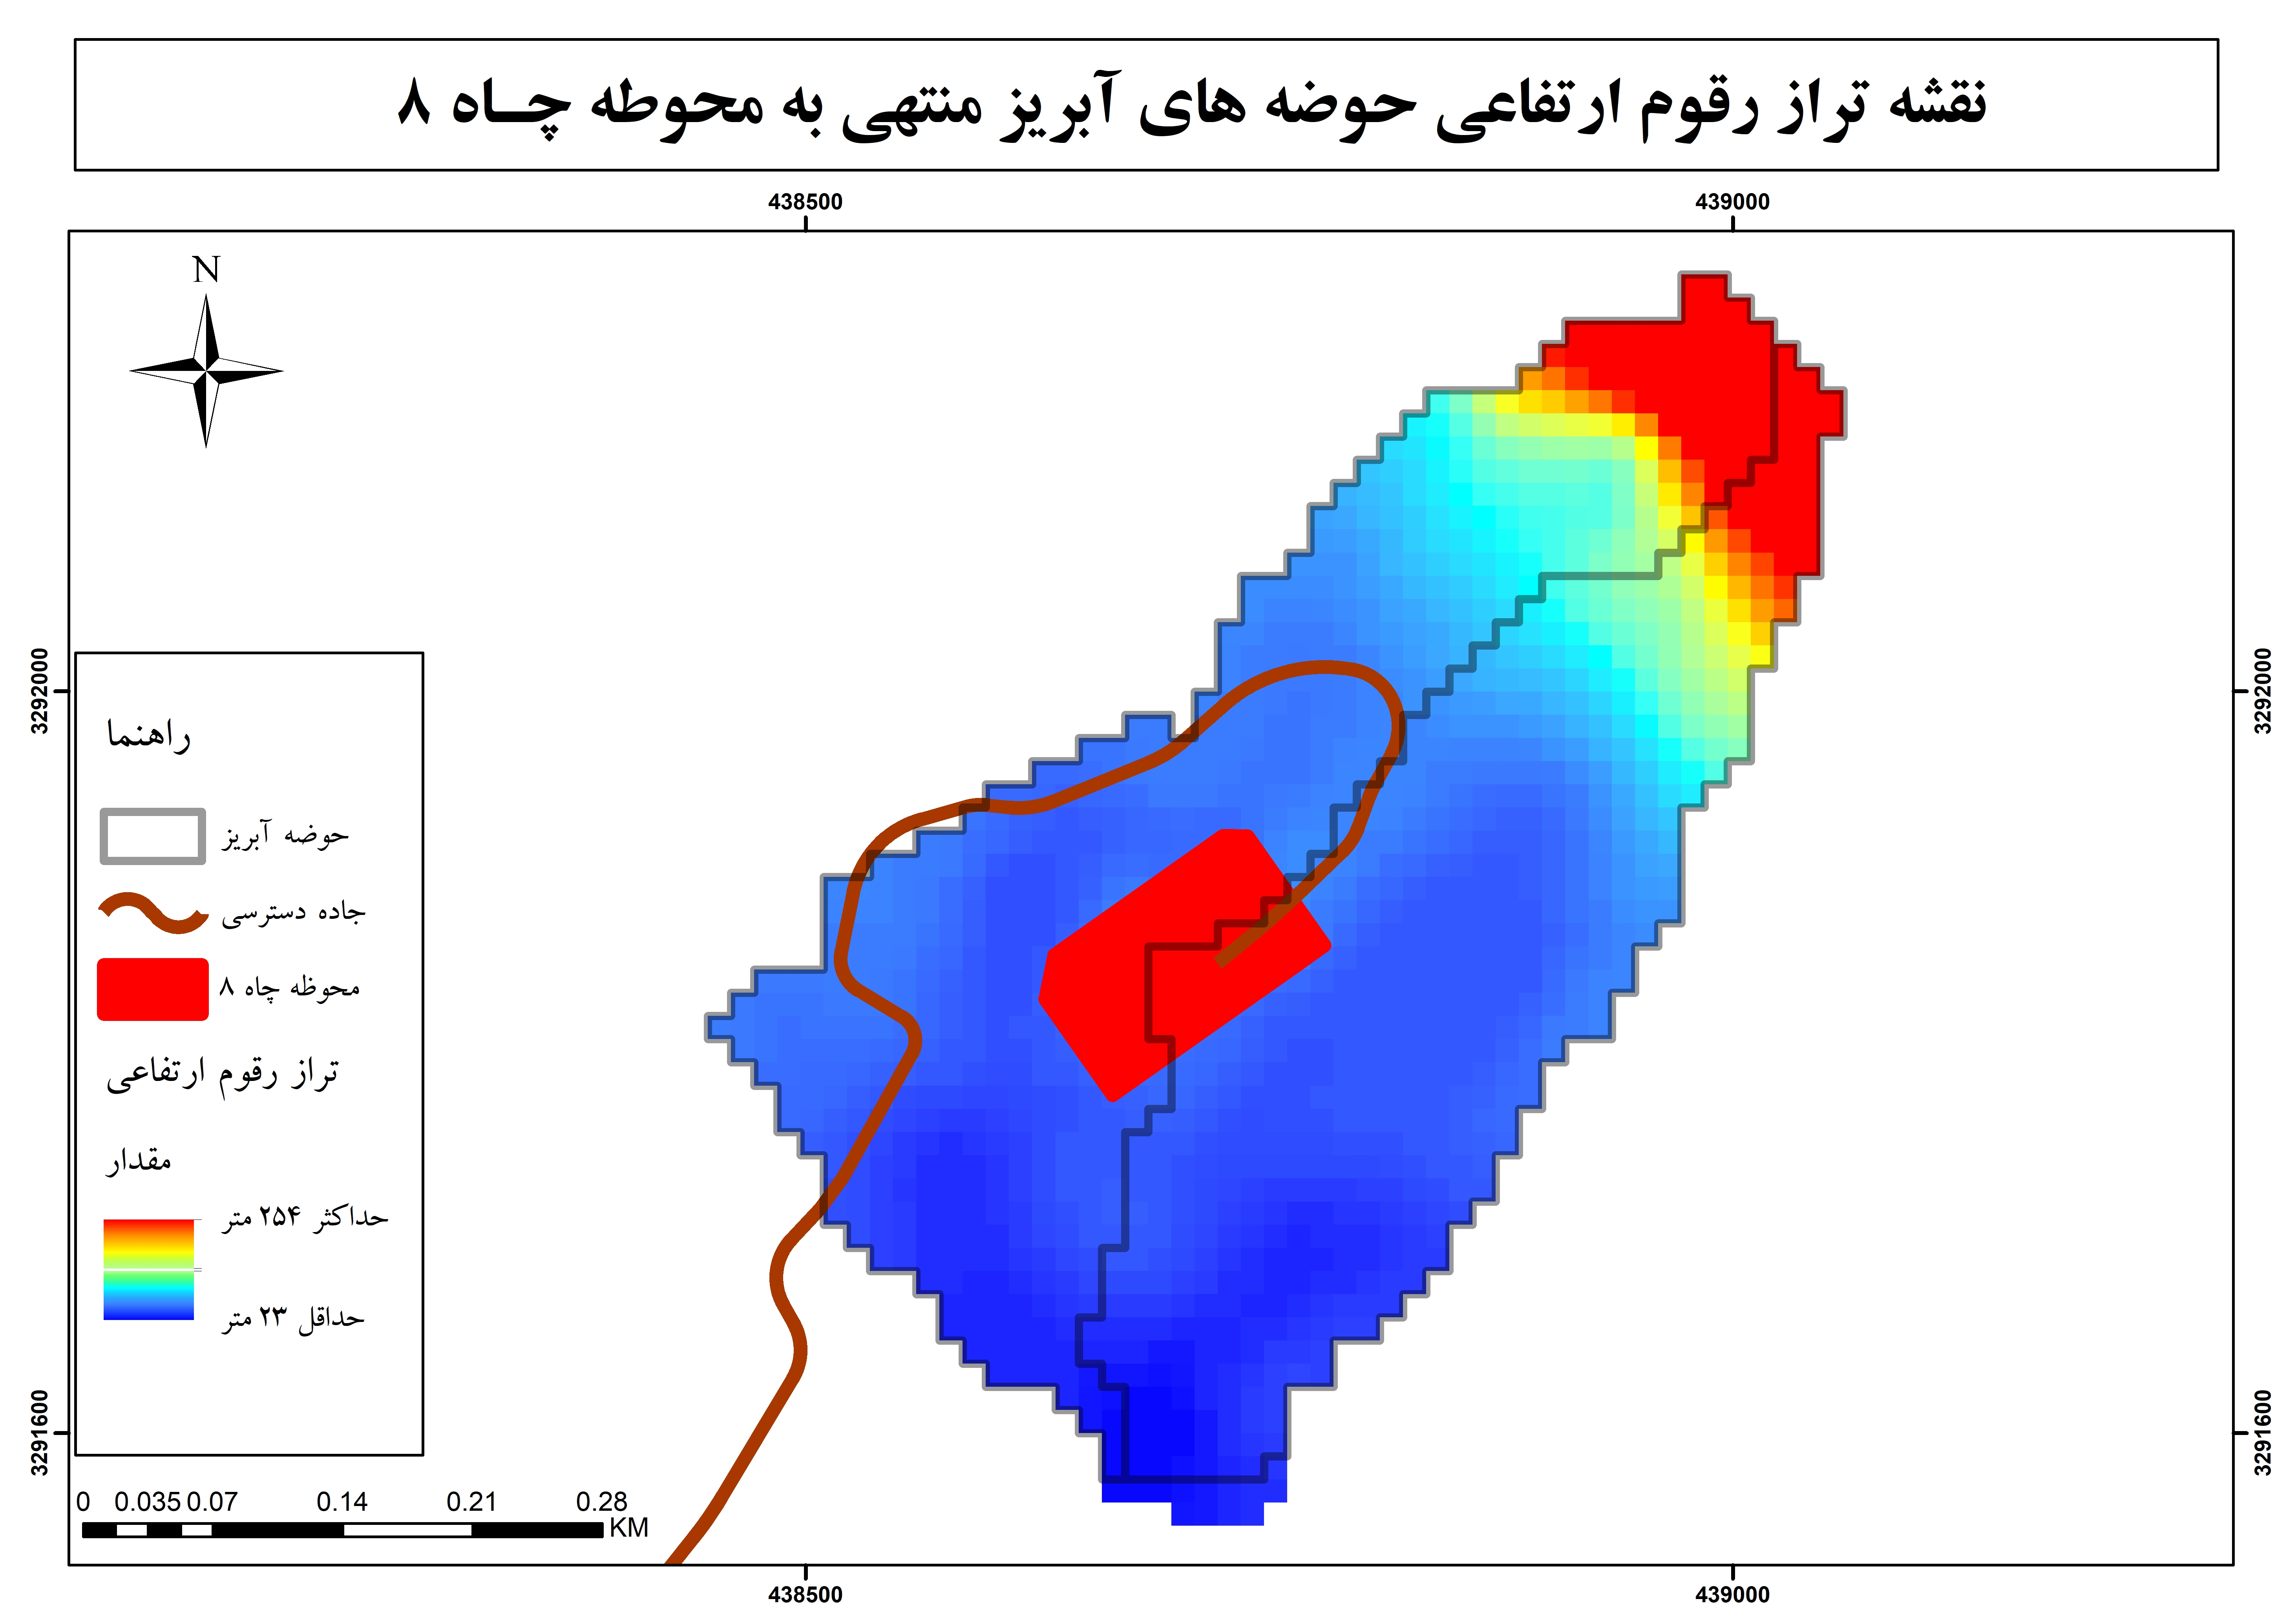 نقشه تراز رقوم ارتفاعی حوضه های آبریز منتهی به محوطه چــاه ۸
438500
439000
N
3292000
3292000
راهنما
حوضه آبریز
جاده دسترسی
محوظه چاه ۸
تراز رقوم ارتفاعی
مقدار
حداکثر ۲۵۴ متر
حداقل ۲۳ متر
3291600
3291600
0 0.035 0.07 0.14 0.21 0.28
KM
438500
439000